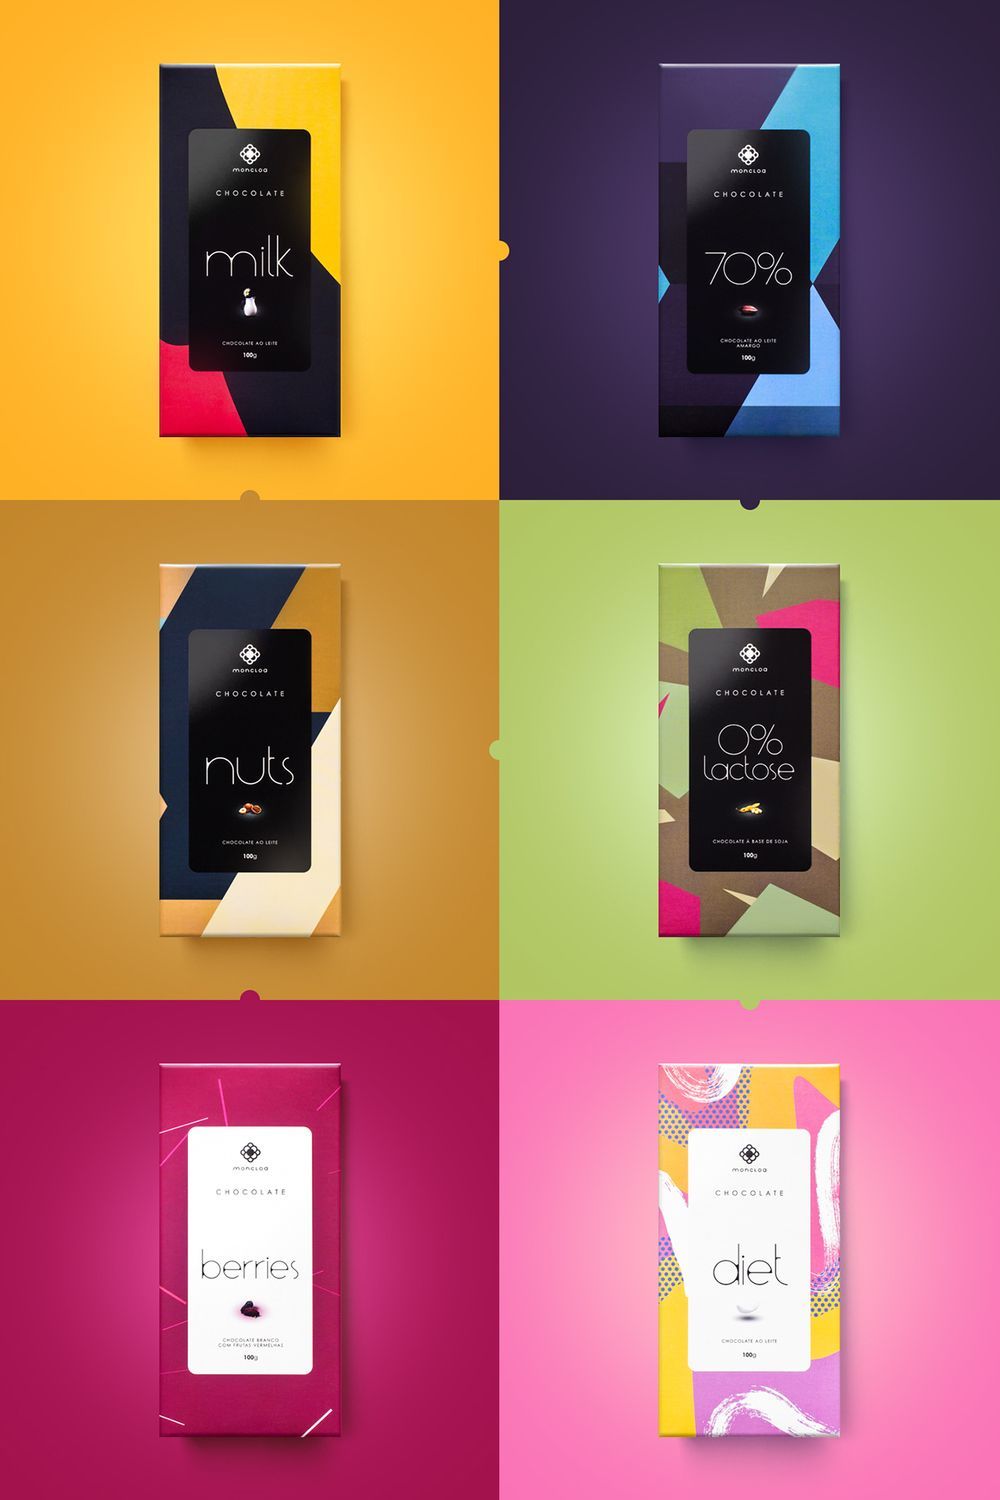 moncloa
CHOCOLATE
milk
CHOCOLATE AO LEITE
100g
moncloa
CHOCOLATE
70%
CHOCOLATE AO LEITE
AMARGO
100g
moncloa
CHOCOLATE
nuts
CHOCOLATE AO LEITE
100g
moncloa
CHOCOLATE
0%
lactose
CHOCOLATE À BASE DE SOJA
100g
moncloa
CHOCOLATE
berries
CHOCOLATE BRANCO
COM FRUTAS VERMELHAS
100g
moncloa
CHOCOLATE
diet
CHOCOLATE AO LEITE
100g